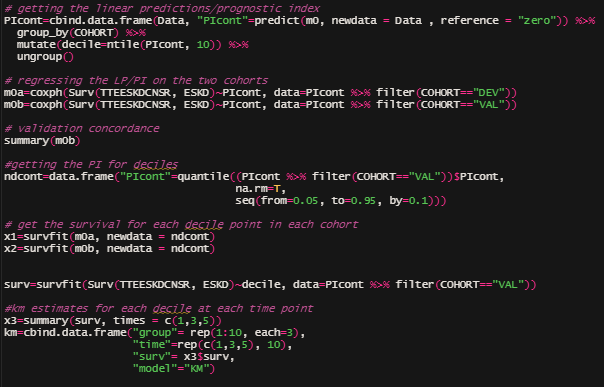 # getting the linear predictions/prognostic index
PIcont=cbind.data.frame(Data, "PIcont"=predict(m0, newdata = Data , reference = "zero")) %>%
group_by(COHORT) %>%
mutate(decile=ntile(PIcont, 10)) %>%
ungroup()
# regressing the LP/PI on the two cohorts
m0a=coxph(Surv(TTEESKDCNSR, ESKD)~PIcont, data=PIcont %>% filter(COHORT=="DEV"))
m0b=coxph(Surv(TTEESKDCNSR, ESKD)~PIcont, data=PIcont %>% filter(COHORT=="VAL"))
# validation concordance
summary(m0b)
#getting the PI for deciles
ndcont=data.frame("PIcont"=quantile((PIcont %>% filter(COHORT=="VAL"))$PIcont,
na.rm=T,
seq(from=0.05, to=0.95, by=0.1)))
# get the survival for each decile point in each cohort
x1=survfit(m0a, newdata = ndcont)
x2=survfit(m0b, newdata = ndcont)
surv=survfit(Surv(TTEESKDCNSR, ESKD)~decile, data=PIcont %>% filter(COHORT=="VAL"))
#km estimates for each decile at each time point
x3=summary(surv, times = c(1,3,5))
km=cbind.data.frame("group"= rep(1:10, each=3),
"time"=rep(c(1,3,5), 10),
"surv"= x3$surv,
"model"="KM")